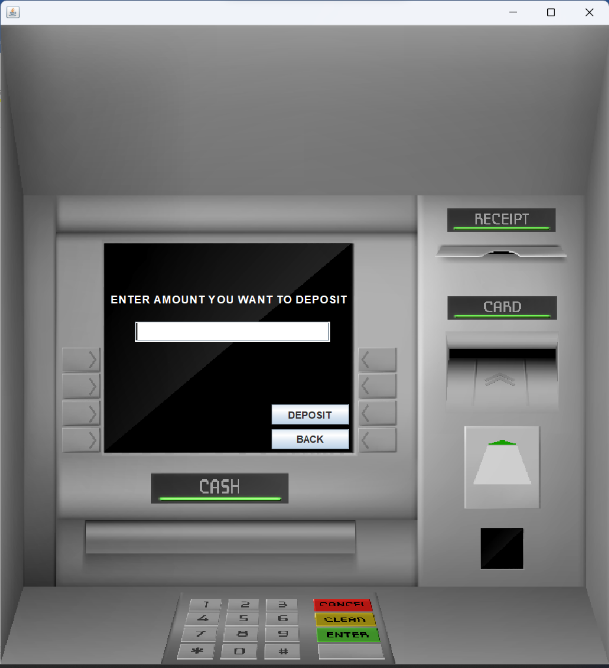 RECEIPT
ENTER AMOUNT YOU WANT TO DEPOSIT
CARD
DEPOSIT
BACK
CASH
1 2 3 CANCEL
4 5 6 CLEAR
7 8 9 ENTER
* 0 #